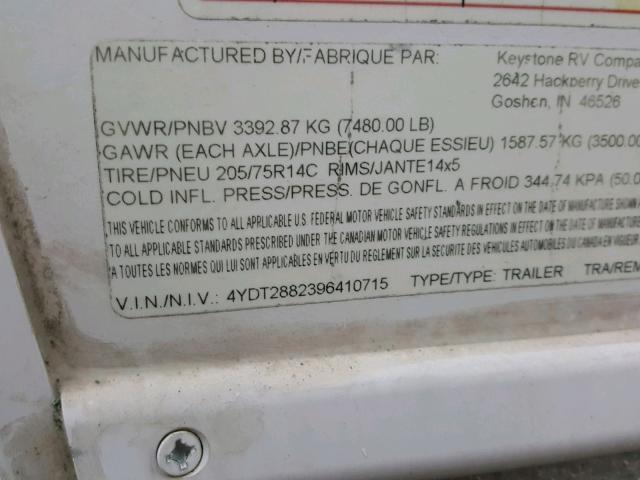 MANUFACTURED BY/FABRIQUE PAR: Keystone RV Compa
2642 Hackberry Drive
Goshen, IN 46526
GVWR/PNBV 3392.87 KG (7480.00 LB)
GAWR (EACH AXLE)/PNBE(CHAQUE ESSIEU) 1587.57 KG (3500.00
TIRE/PNEU 205/75R14C RIMS/JANTE14x5
COLD INFL. PRESS/PRESS. DE GONFL. A FROID 344.74 KPA (50.0
THIS VEHICLE CONFORMS TO ALL APPLICABLE U.S. FEDERAL MOTOR VEHICLE SAFETY STANDARDS IN EFFECT ON THE DATE OF MANUFACTURE SHOWN
TO ALL APPLICABLE STANDARDS PRESCRIBED UNDER THE CANADIAN MOTOR VEHICLE SAFETY REGULATIONS IN EFFECT ON THE DATE OF MANUFACTURE
A TOUTES LES NORMES QUI LUI SONT APPLICABLES EN VERTU DU REGLEMENT SUR LA SECURITE DES VEHICULES AUTOMOBILES DU CANADA EN VIGUEUR
V.I.N./N.I.V.: 4YDT2882396410715 TYPE/TYPE: TRAILER TRA/REM